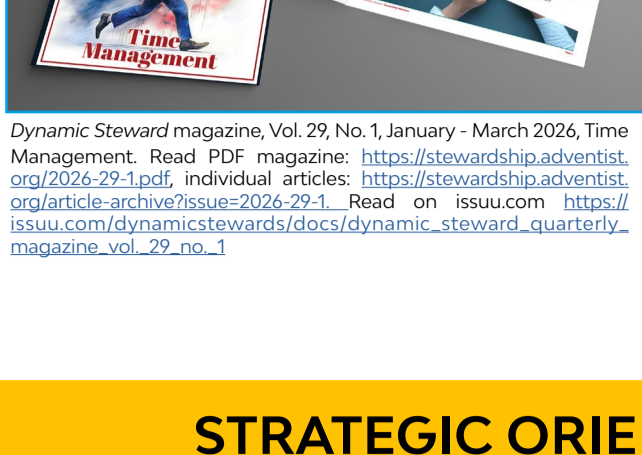 Time
Management
Dynamic Steward magazine, Vol. 29, No. 1, January - March 2026, Time
Management. Read PDF magazine: https://stewardship.adventist.
org/2026-29-1.pdf, individual articles: https://stewardship.adventist.
org/article-archive?issue=2026-29-1. Read on issuu.com https://
issuu.com/dynamicstewards/docs/dynamic_steward_quarterly_
magazine_vol._29_no._1
STRATEGIC ORIE